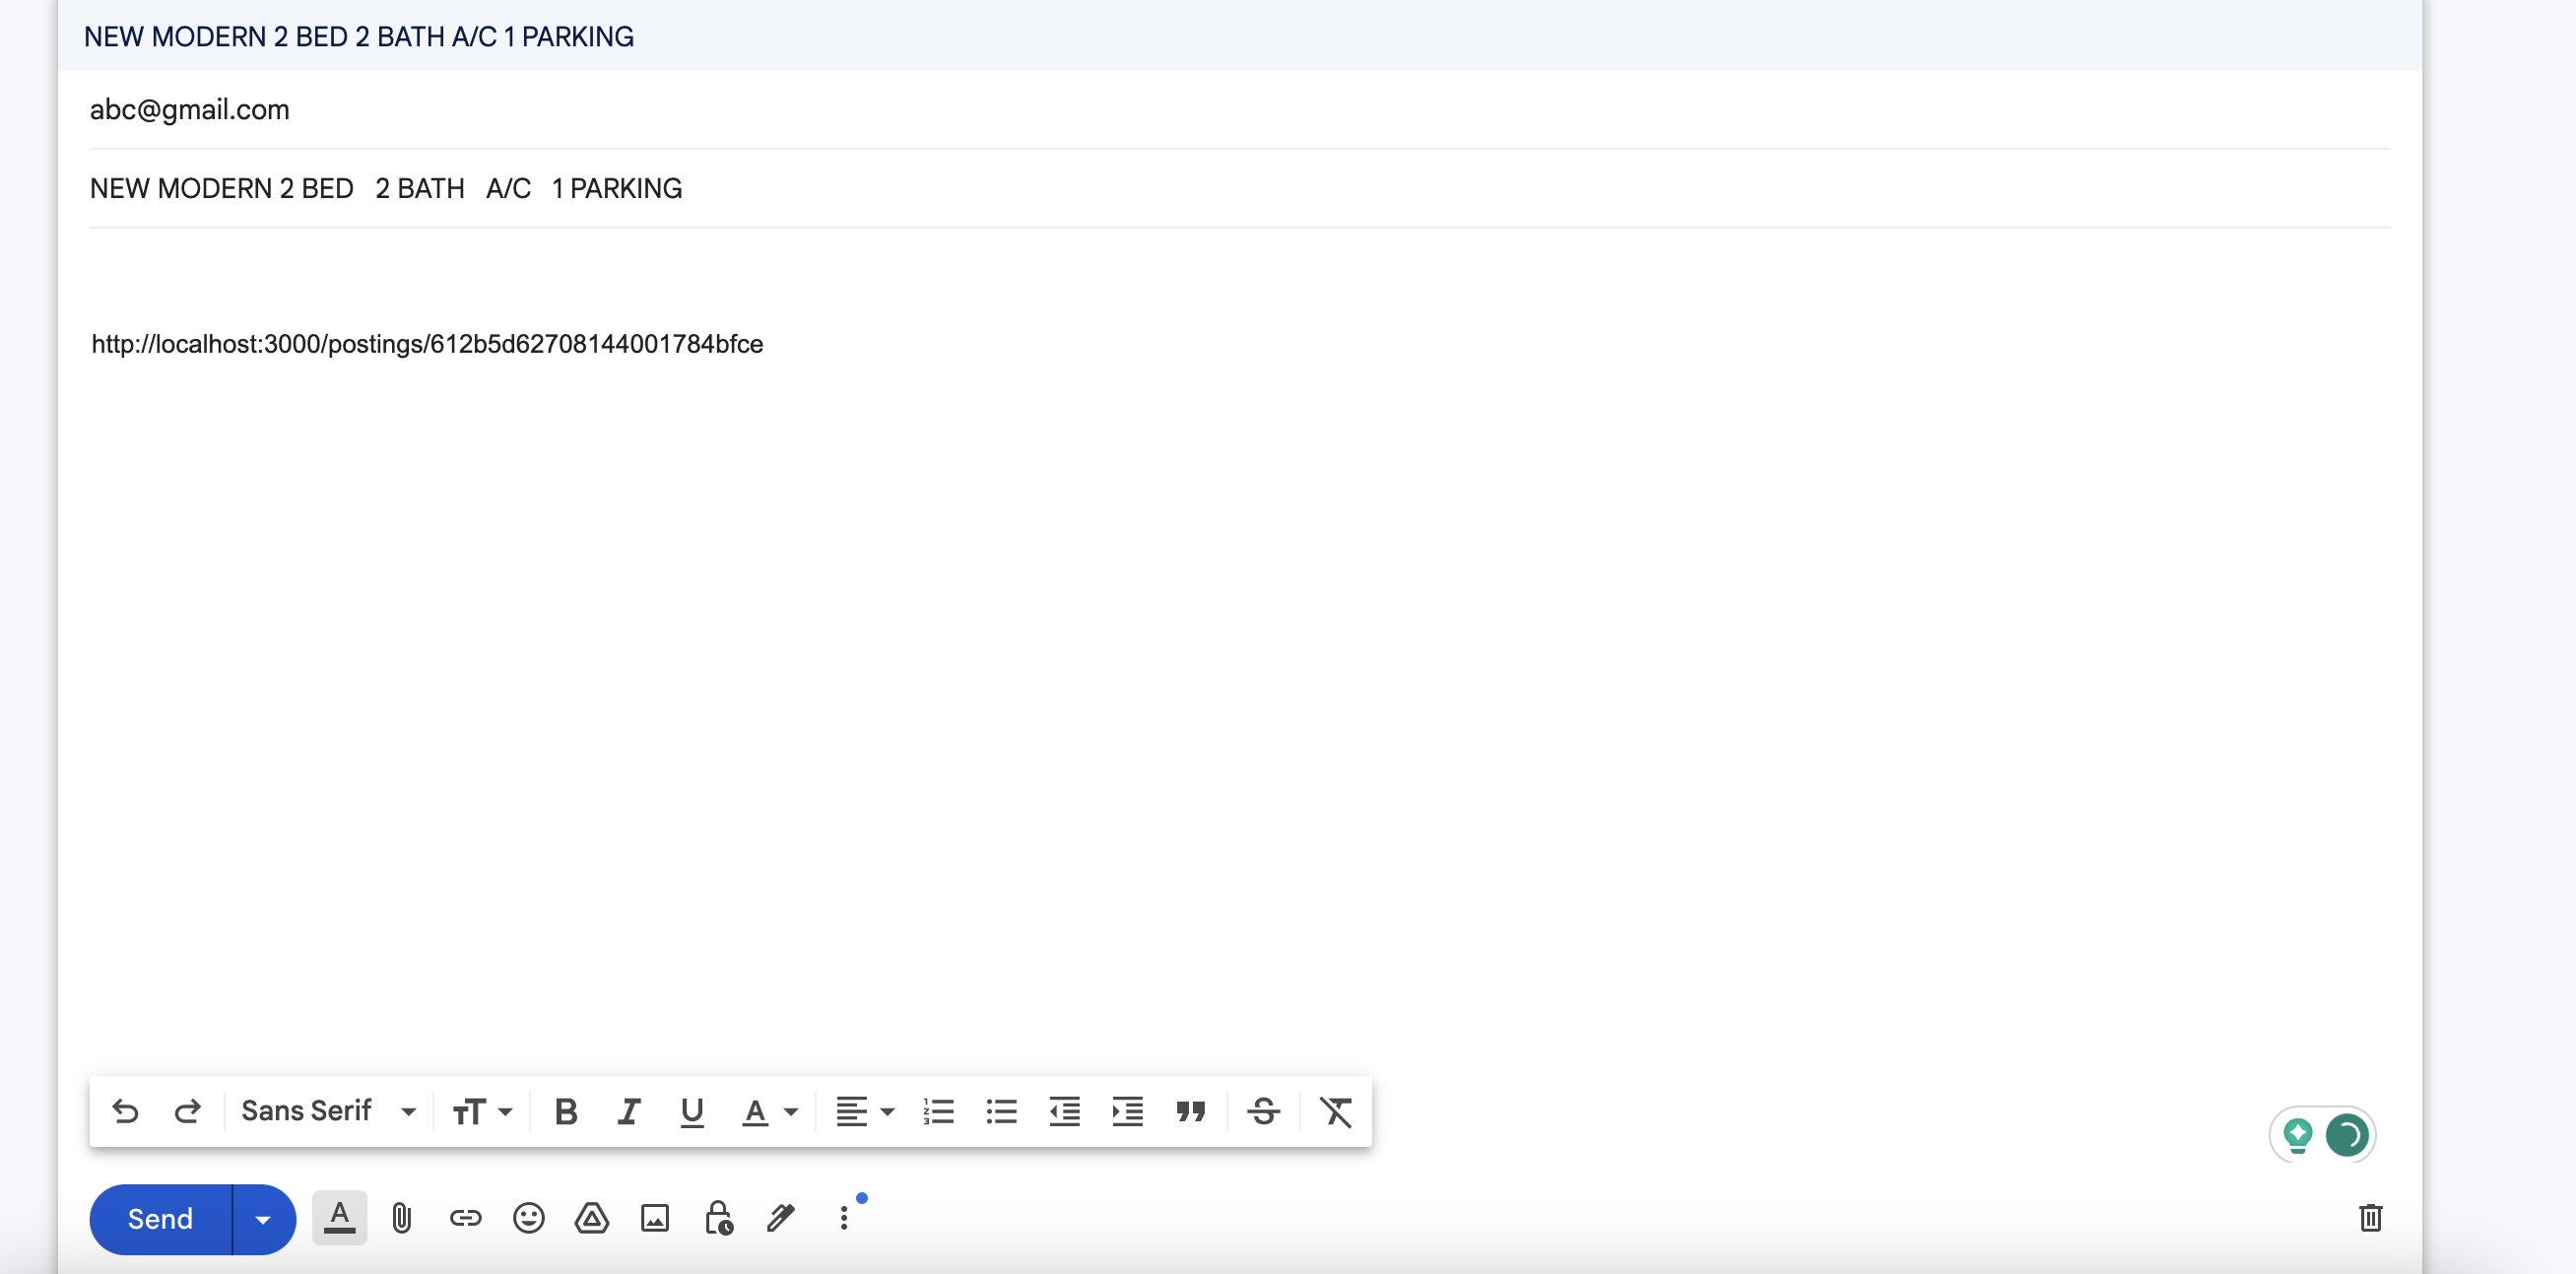 NEW MODERN 2 BED 2 BATH A/C 1 PARKING
abc@gmail.com
NEW MODERN 2 BED   2 BATH   A/C   1 PARKING
http://localhost:3000/postings/612b5d62708144001784bfce
Sans Serif
Send